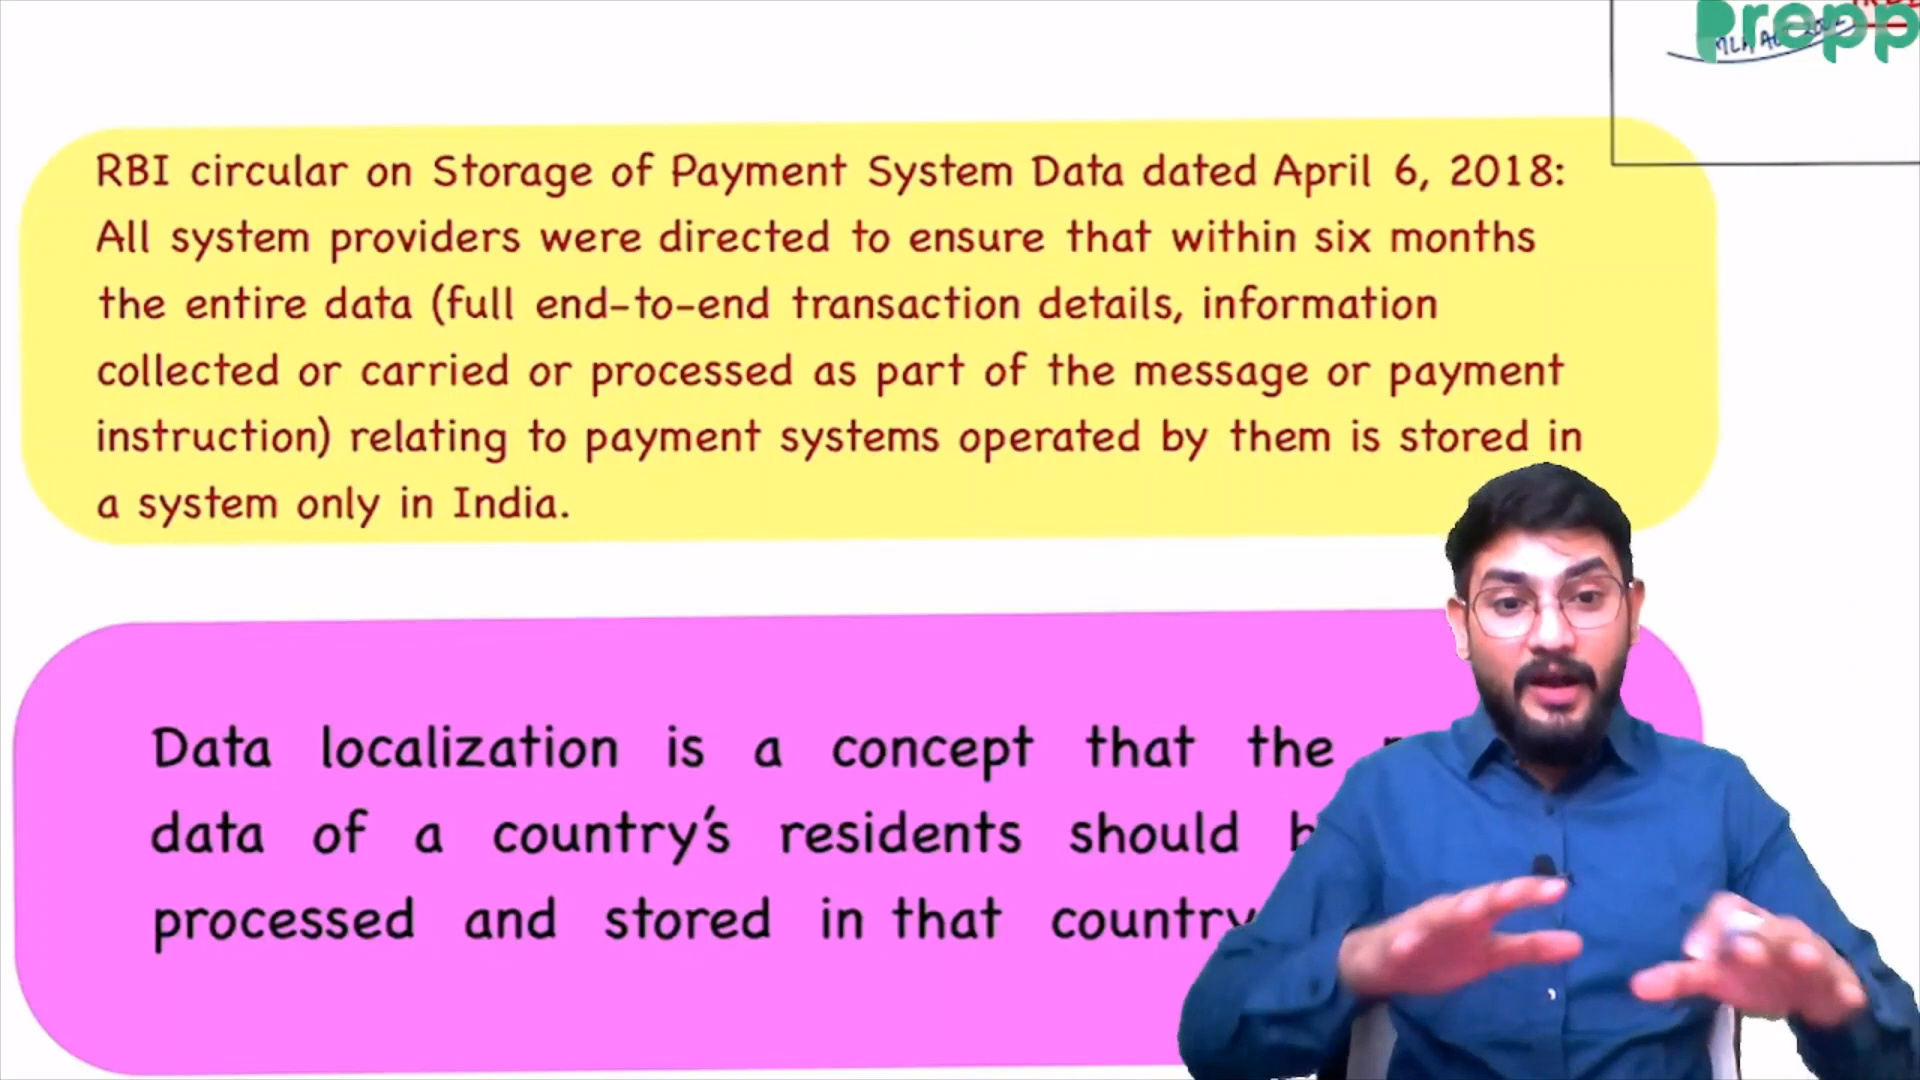 Prepp
RBI circular on Storage of Payment System Data dated April 6, 2018:
All system providers were directed to ensure that within six months
the entire data (full end-to-end transaction details, information
collected or carried or processed as part of the message or payment
instruction) relating to payment systems operated by them is stored in
a system only in India.
Data localization is a concept that the
data of a country's residents should
processed and stored in that country